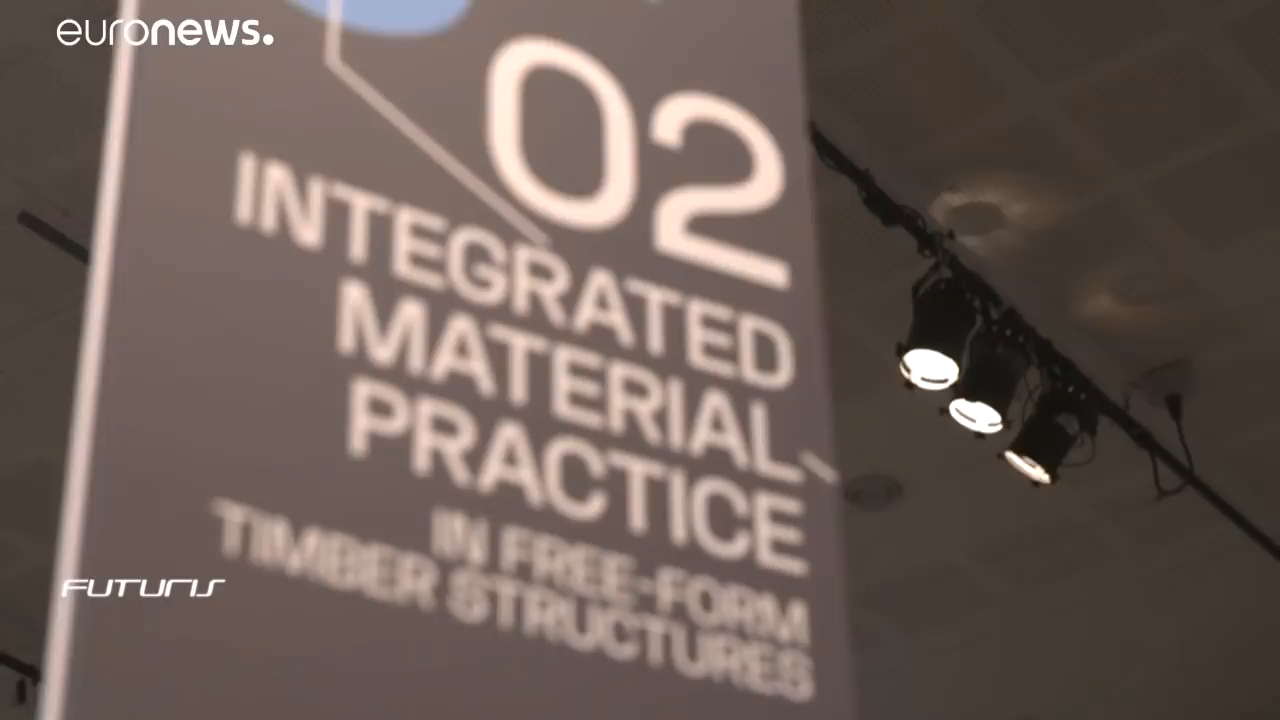 euronews.
02
INTEGRATED
MATERIAL
PRACTICE
IN FREE-FORM
TIMBER STRUCTURES
FUTURIS